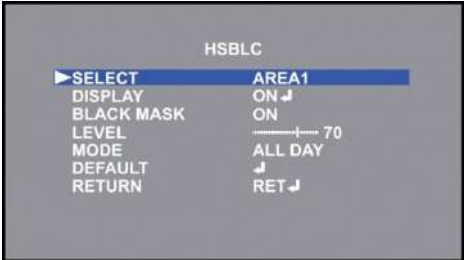 HSBLC
►SELECT AREA1
DISPLAY ON↲
BLACK MASK ON
LEVEL 70
MODE ALL DAY
DEFAULT ↲
RETURN RET↲